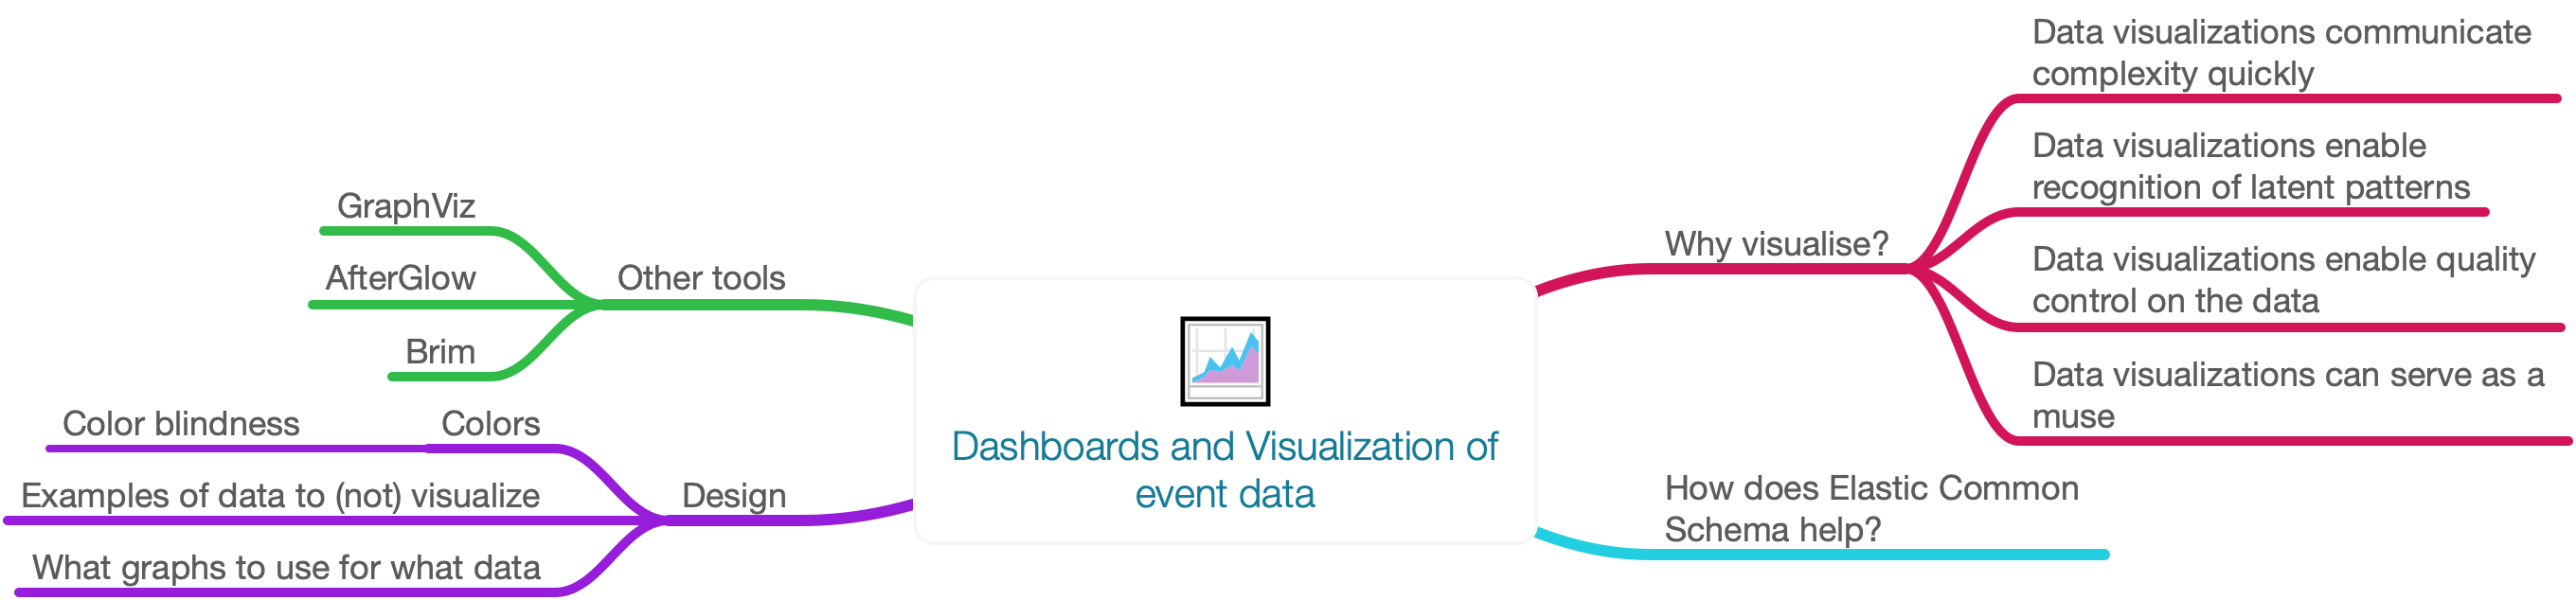 Dashboards and Visualization of
event data
Why visualise?
Data visualizations communicate
complexity quickly
Data visualizations enable
recognition of latent patterns
Data visualizations enable quality
control on the data
Data visualizations can serve as a
muse
How does Elastic Common
Schema help?
Other tools
GraphViz
AfterGlow
Brim
Design
Colors
Color blindness
Examples of data to (not) visualize
What graphs to use for what data